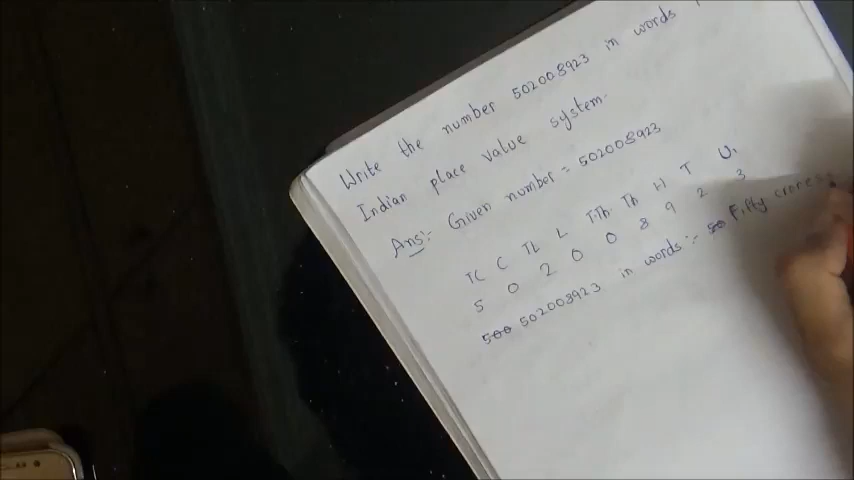 Write the number 502008923 in words
Indian place value system.
Ans:- Given number = 502008923
TC C TL L T.Th Th H T U
5 0 2 0 0 8 9 2 3
500 502008923 in words :- 50 Fifty crores